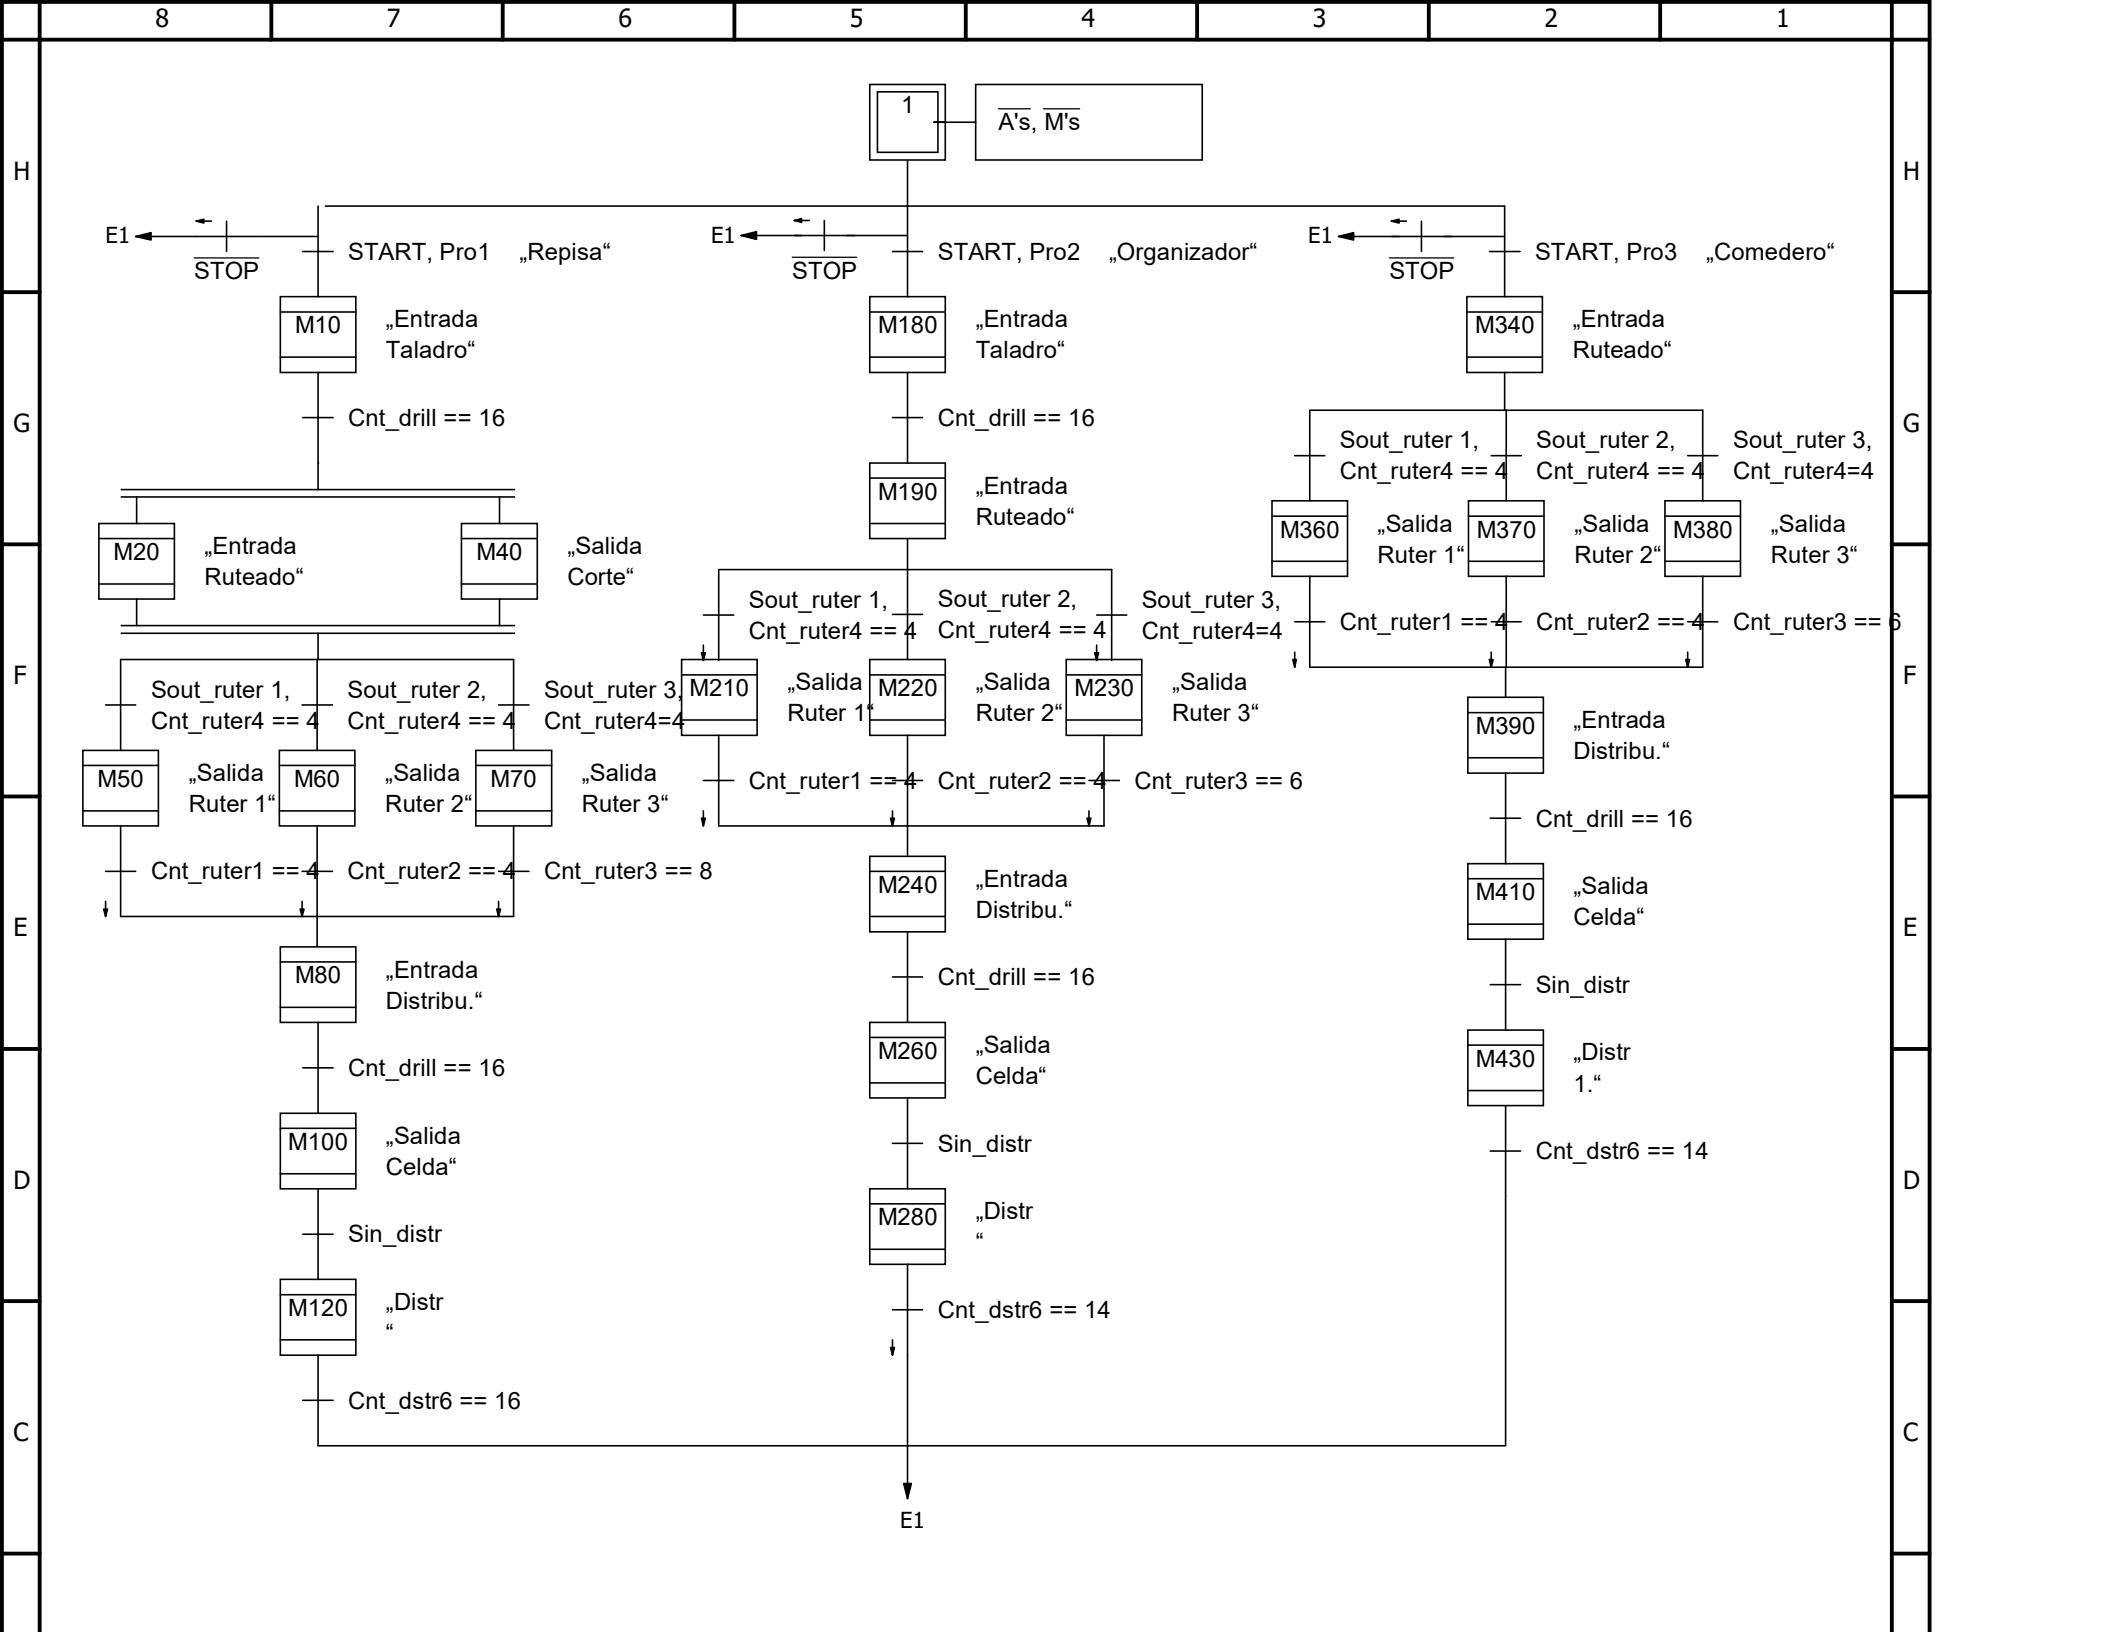 8 7 6 5 4 3 2 1
1
A's, M's
H H
E1
STOP
START, Pro1 „Repisa“
E1
STOP
START, Pro2 „Organizador“
E1
STOP
START, Pro3 „Comedero“
M10
„Entrada
Taladro“
M180
„Entrada
Taladro“
M340
„Entrada
Ruteado“
G G
Cnt_drill == 16
Cnt_drill == 16
Sout_ruter 1,
Cnt_ruter4 == 4
Sout_ruter 2,
Cnt_ruter4 == 4
Sout_ruter 3,
Cnt_ruter4=4
M190
„Entrada
Ruteado“
M360
„Salida
Ruter 1“
M370
„Salida
Ruter 2“
M380
„Salida
Ruter 3“
M20
„Entrada
Ruteado“
M40
„Salida
Corte“
Sout_ruter 1,
Cnt_ruter4 == 4
Sout_ruter 2,
Cnt_ruter4 == 4
Sout_ruter 3,
Cnt_ruter4=4
Cnt_ruter1 == 4
Cnt_ruter2 == 4
Cnt_ruter3 == 6
F F
Sout_ruter 1,
Cnt_ruter4 == 4
Sout_ruter 2,
Cnt_ruter4 == 4
Sout_ruter 3,
Cnt_ruter4=4
M210
„Salida
Ruter 1“
M220
„Salida
Ruter 2“
M230
„Salida
Ruter 3“
M390
„Entrada
Distribu.“
M50
„Salida
Ruter 1“
M60
„Salida
Ruter 2“
M70
„Salida
Ruter 3“
Cnt_ruter1 == 4
Cnt_ruter2 == 4
Cnt_ruter3 == 6
Cnt_drill == 16
Cnt_ruter1 == 4
Cnt_ruter2 == 4
Cnt_ruter3 == 8
M240
„Entrada
Distribu.“
M410
„Salida
Celda“
E E
M80
„Entrada
Distribu.“
Cnt_drill == 16
Sin_distr
Cnt_drill == 16
M260
„Salida
Celda“
M430
„Distr
1.“
M100
„Salida
Celda“
Sin_distr
Cnt_dstr6 == 14
D D
Sin_distr
M280
„Distr
“
M120
„Distr
“
Cnt_dstr6 == 14
Cnt_dstr6 == 16
C C
E1